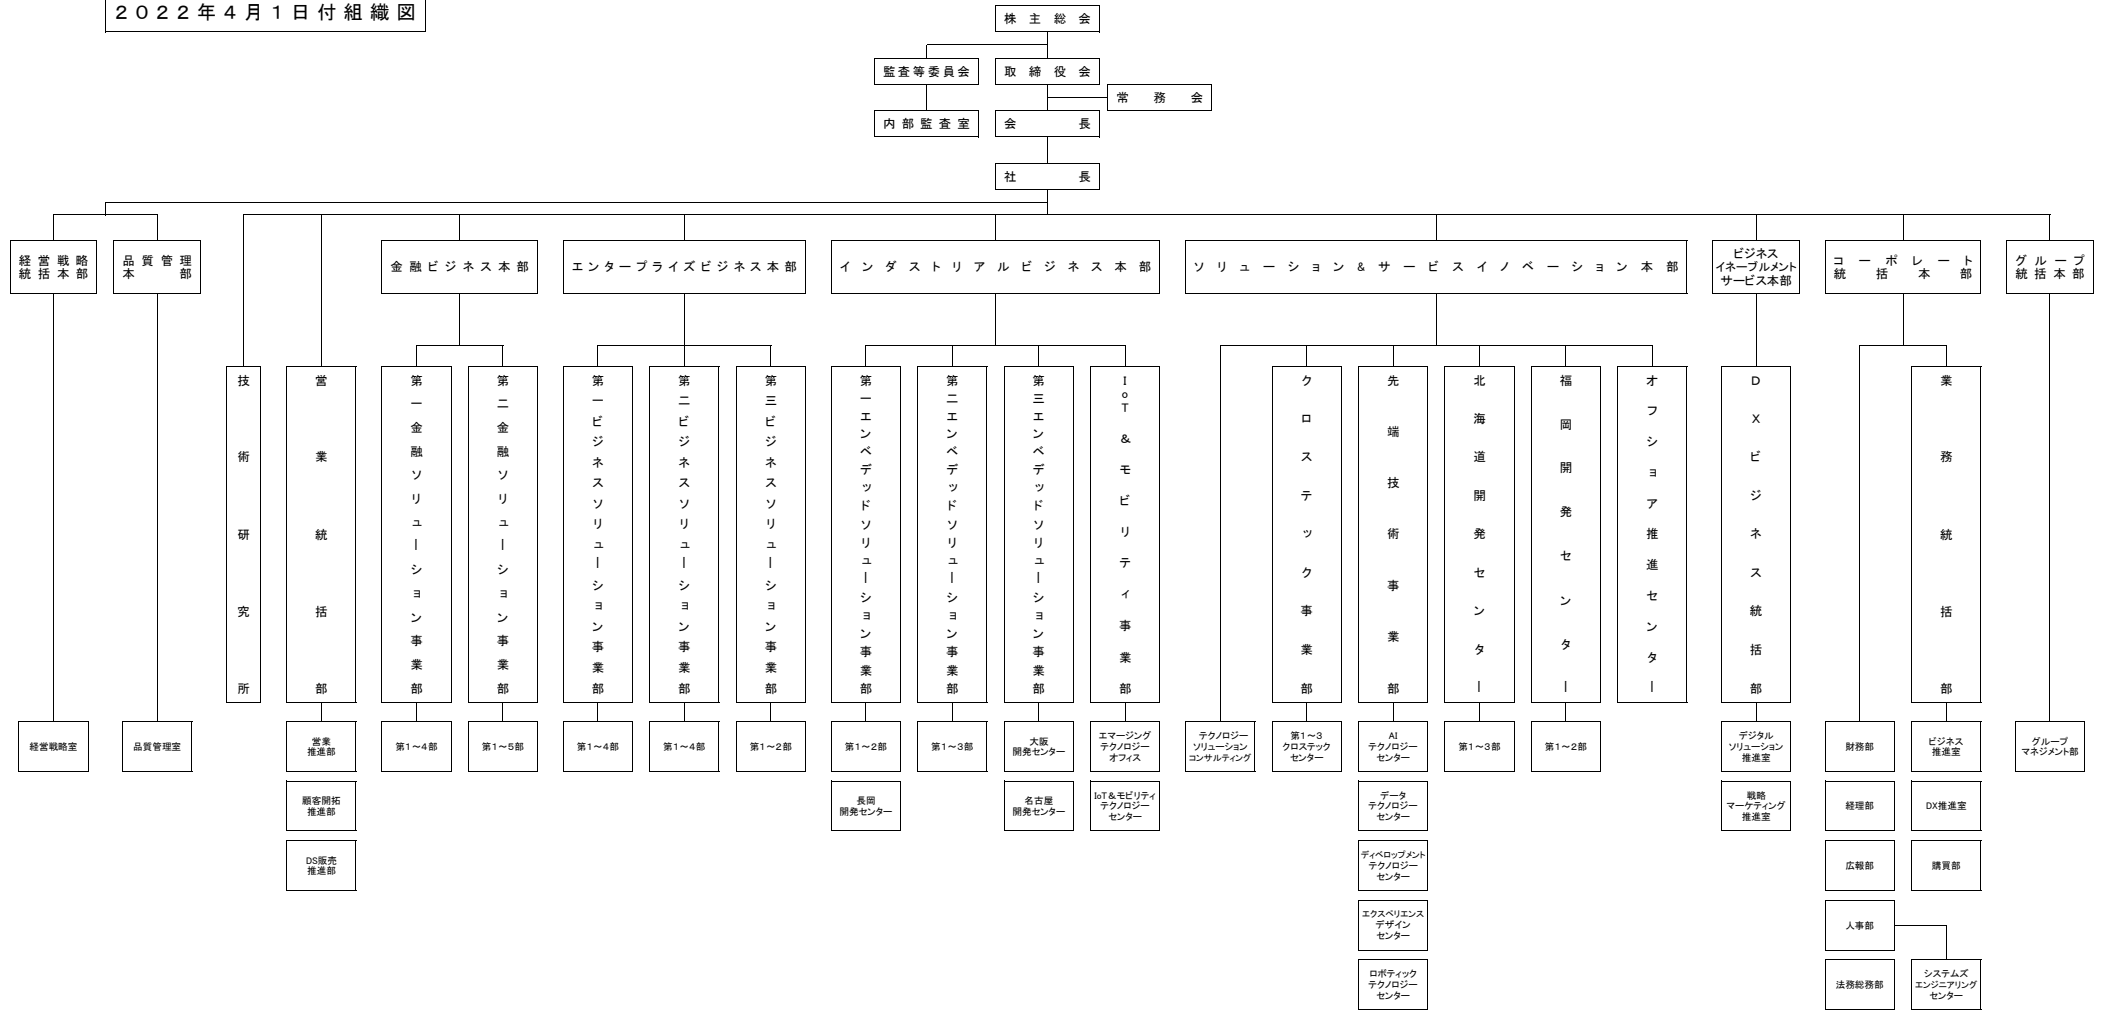 2022年4月1日付組織図
株主総会
監査等委員会
取締役会
常務会
内部監査室
会長
社長
経営戦略
統括本部
品質管理
本部
金融ビジネス本部
エンタープライズビジネス本部
インダストリアルビジネス本部
ソリューション&サービスイノベーション本部
ビジネス
イネーブルメント
サービス本部
コーポレート
統括本部
グループ
統括本部
技術研究所
営業統括部
第一金融ソリューション事業部
第二金融ソリューション事業部
第一ビジネスソリューション事業部
第二ビジネスソリューション事業部
第三ビジネスソリューション事業部
第一エンベデッドソリューション事業部
第二エンベデッドソリューション事業部
第三エンベデッドソリューション事業部
IoT&モビリティ事業部
クロステック事業部
先端技術事業部
北海道開発センター
福岡開発センター
オフショア推進センター
DXビジネス統括部
業務統括部
経営戦略室
品質管理室
営業
推進部
第1~4部
第1~5部
第1~4部
第1~4部
第1~2部
第1~2部
第1~3部
大阪
開発センター
エマージング
テクノロジー
オフィス
テクノロジー
ソリューション
コンサルティング
第1~3
クロステック
センター
AI
テクノロジー
センター
第1~3部
第1~2部
デジタル
ソリューション
推進室
財務部
ビジネス
推進室
グループ
マネジメント部
顧客開拓
推進部
長岡
開発センター
名古屋
開発センター
IoT&モビリティ
テクノロジー
センター
データ
テクノロジー
センター
戦略
マーケティング
推進室
経理部
DX推進室
DS販売
推進部
ディベロップメント
テクノロジー
センター
広報部
購買部
エクスペリエンス
デザイン
センター
人事部
ロボティック
テクノロジー
センター
法務総務部
システムズ
エンジニアリング
センター